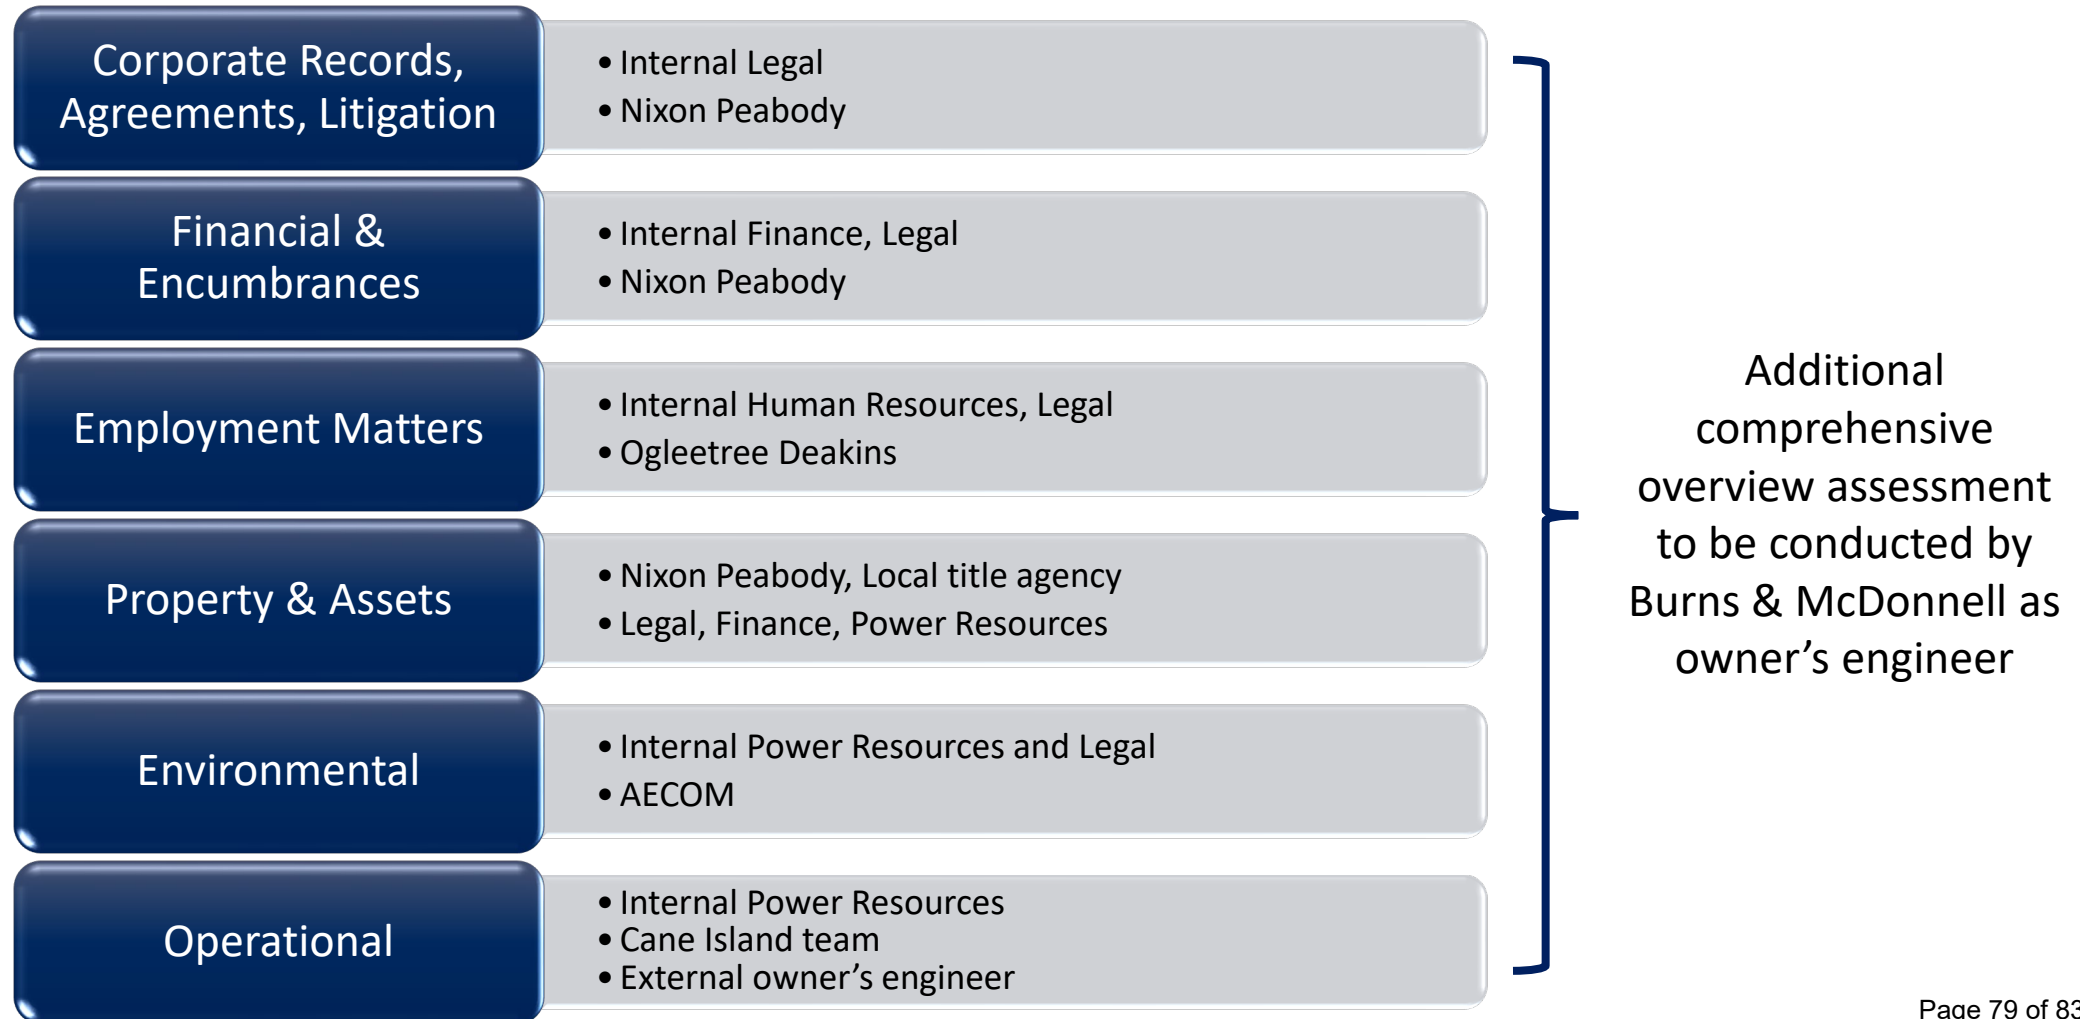 Corporate Records,
Agreements, Litigation
• Internal Legal
• Nixon Peabody
Financial &
Encumbrances
• Internal Finance, Legal
• Nixon Peabody
Employment Matters
• Internal Human Resources, Legal
• Ogleetree Deakins
Property & Assets
• Nixon Peabody, Local title agency
• Legal, Finance, Power Resources
Environmental
• Internal Power Resources and Legal
• AECOM
Operational
• Internal Power Resources
• Cane Island team
• External owner’s engineer
Additional
comprehensive
overview assessment
to be conducted by
Burns & McDonnell as
owner’s engineer
Page 79 of 83